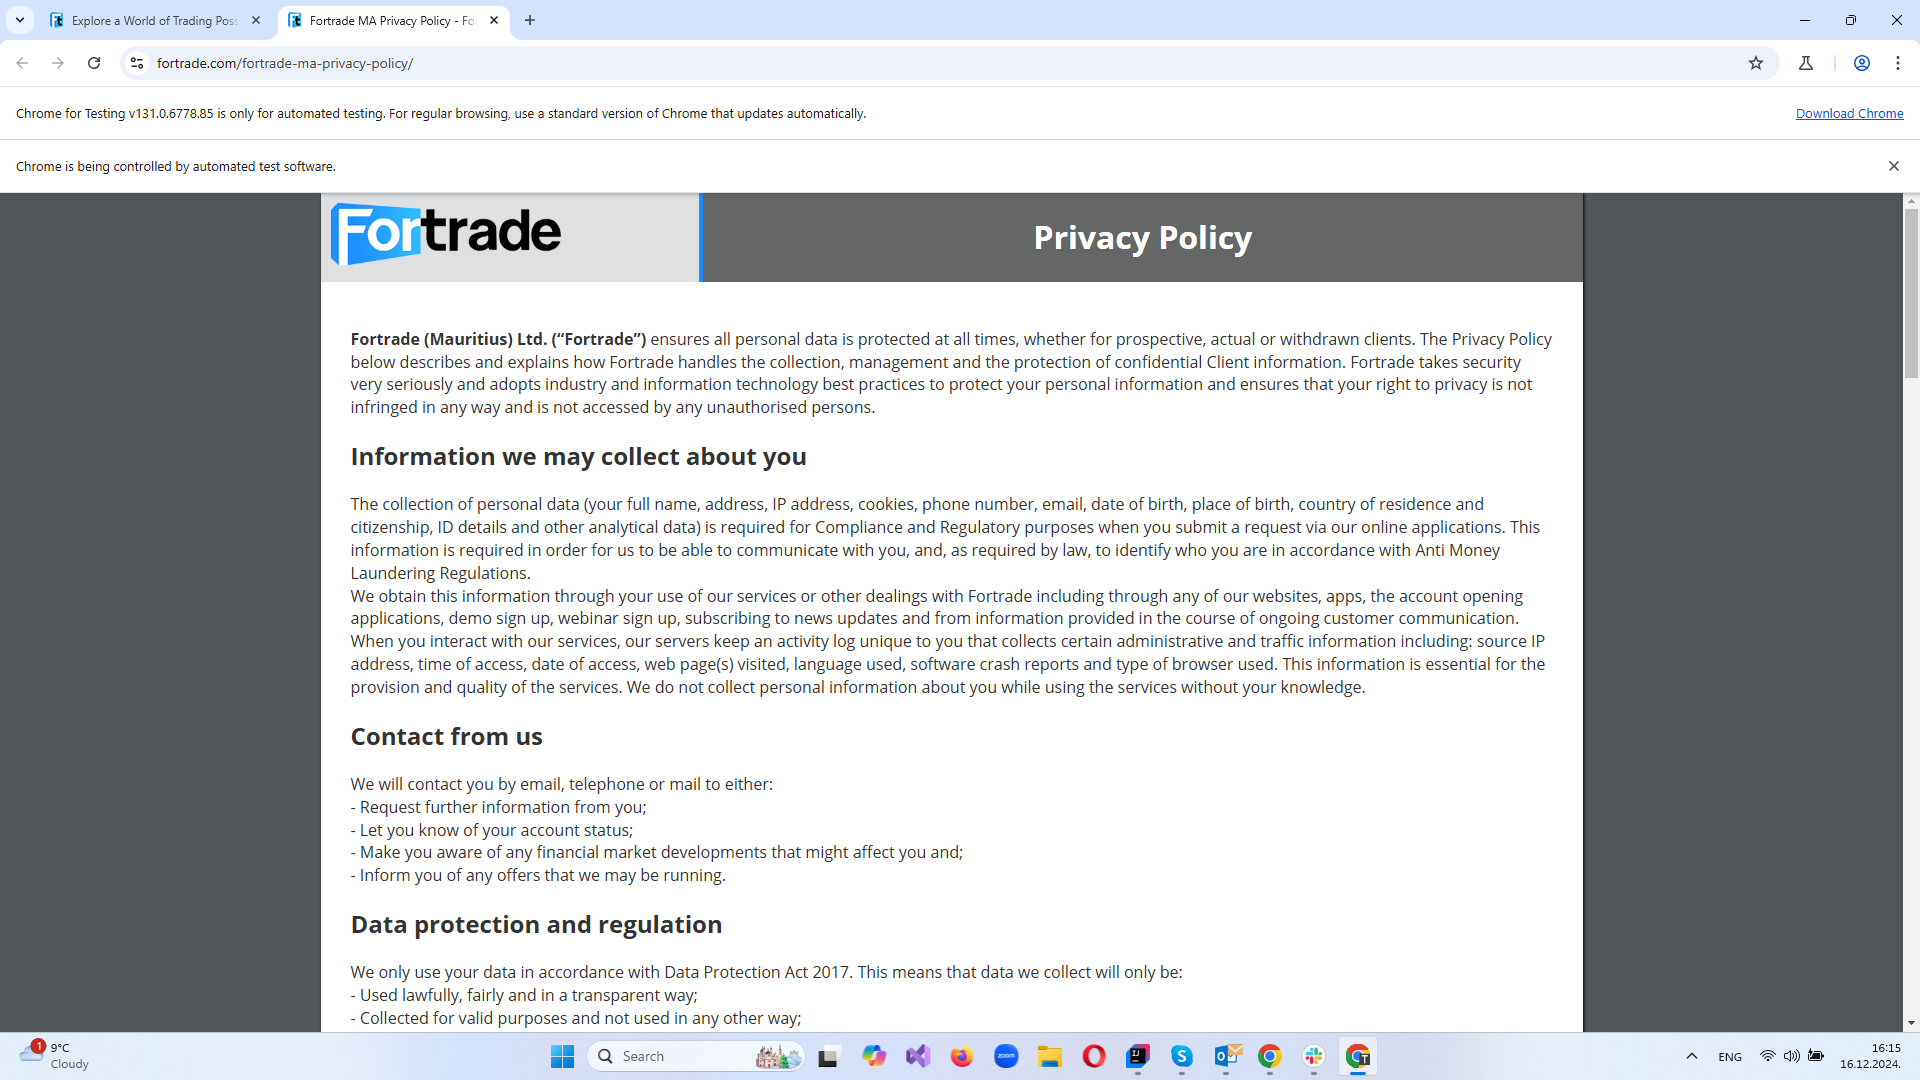 Explore a World of Trading Poss
Fortrade MA Privacy Policy - Fo
fortrade.com/fortrade-ma-privacy-policy/
Chrome for Testing v131.0.6778.85 is only for automated testing. For regular browsing, use a standard version of Chrome that updates automatically.
Download Chrome
Chrome is being controlled by automated test software.
Fortrade
Privacy Policy
Fortrade (Mauritius) Ltd. (“Fortrade”) ensures all personal data is protected at all times, whether for prospective, actual or withdrawn clients. The Privacy Policy
below describes and explains how Fortrade handles the collection, management and the protection of confidential Client information. Fortrade takes security
very seriously and adopts industry and information technology best practices to protect your personal information and ensures that your right to privacy is not
infringed in any way and is not accessed by any unauthorised persons.
Information we may collect about you
The collection of personal data (your full name, address, IP address, cookies, phone number, email, date of birth, place of birth, country of residence and
citizenship, ID details and other analytical data) is required for Compliance and Regulatory purposes when you submit a request via our online applications. This
information is required in order for us to be able to communicate with you, and, as required by law, to identify who you are in accordance with Anti Money
Laundering Regulations.
We obtain this information through your use of our services or other dealings with Fortrade including through any of our websites, apps, the account opening
applications, demo sign up, webinar sign up, subscribing to news updates and from information provided in the course of ongoing customer communication.
When you interact with our services, our servers keep an activity log unique to you that collects certain administrative and traffic information including: source IP
address, time of access, date of access, web page(s) visited, language used, software crash reports and type of browser used. This information is essential for the
provision and quality of the services. We do not collect personal information about you while using the services without your knowledge.
Contact from us
We will contact you by email, telephone or mail to either:
- Request further information from you;
- Let you know of your account status;
- Make you aware of any financial market developments that might affect you and;
- Inform you of any offers that we may be running.
Data protection and regulation
We only use your data in accordance with Data Protection Act 2017. This means that data we collect will only be:
- Used lawfully, fairly and in a transparent way;
- Collected for valid purposes and not used in any other way;
1
9°C
Cloudy
Search
zoom
ENG
16:15
16.12.2024.